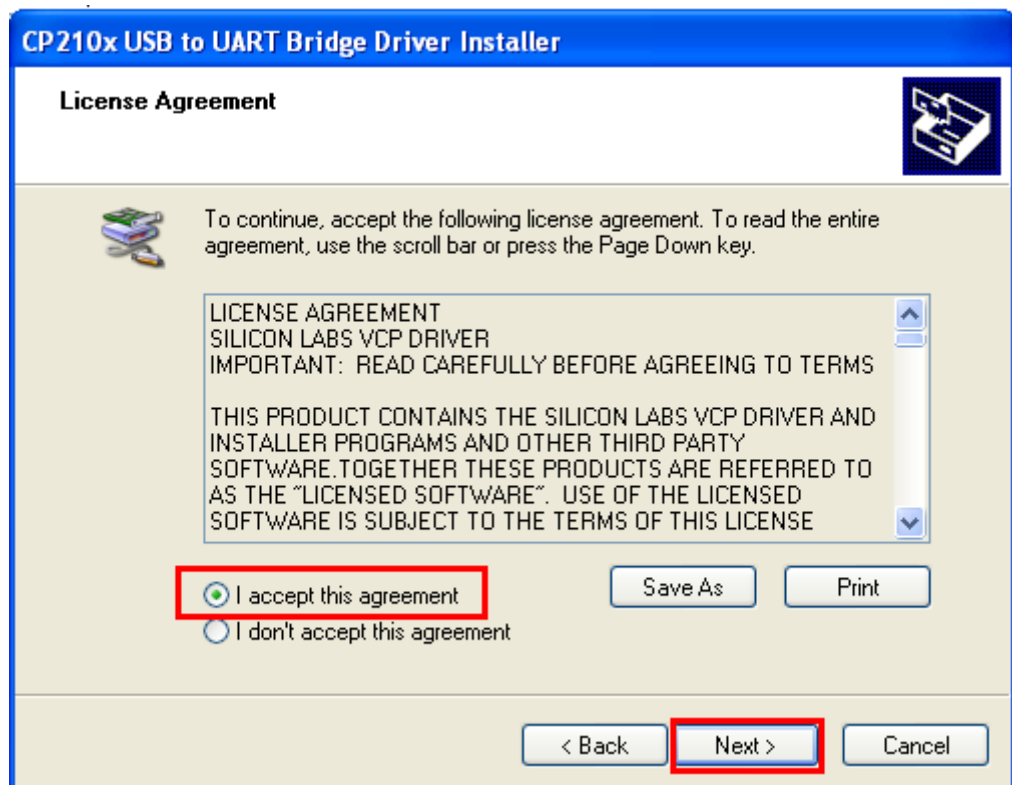 CP210x USB to UART Bridge Driver Installer
License Agreement
To continue, accept the following license agreement. To read the entire
agreement, use the scroll bar or press the Page Down key.
LICENSE AGREEMENT
SILICON LABS VCP DRIVER
IMPORTANT:  READ CAREFULLY BEFORE AGREEING TO TERMS
THIS PRODUCT CONTAINS THE SILICON LABS VCP DRIVER AND
INSTALLER PROGRAMS AND OTHER THIRD PARTY
SOFTWARE.TOGETHER THESE PRODUCTS ARE REFERRED TO
AS THE "LICENSED SOFTWARE".  USE OF THE LICENSED
SOFTWARE IS SUBJECT TO THE TERMS OF THIS LICENSE
I accept this agreement
Save As
Print
I don't accept this agreement
< Back
Next >
Cancel